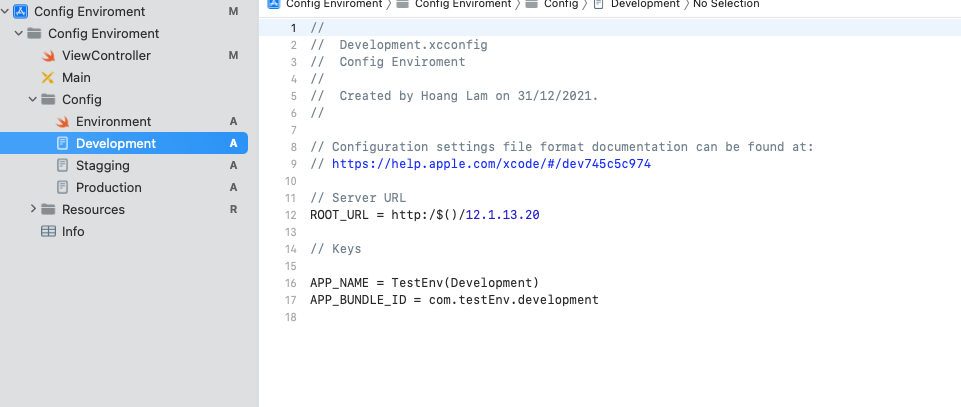 Config Enviroment M
Config Enviroment
ViewController M
Main
Config
Environment A
Development A
Stagging A
Production A
Resources R
Info
Config Enviroment 〉 Config Enviroment 〉 Config 〉 Development 〉 No Selection
1 //
2 //  Development.xcconfig
3 //  Config Enviroment
4 //
5 //  Created by Hoang Lam on 31/12/2021.
6 //
7
8 // Configuration settings file format documentation can be found at:
9 // https://help.apple.com/xcode/#/dev745c5c974
10
11 // Server URL
12 ROOT_URL = http:/$()/12.1.13.20
13
14 // Keys
15
16 APP_NAME = TestEnv(Development)
17 APP_BUNDLE_ID = com.testEnv.development
18